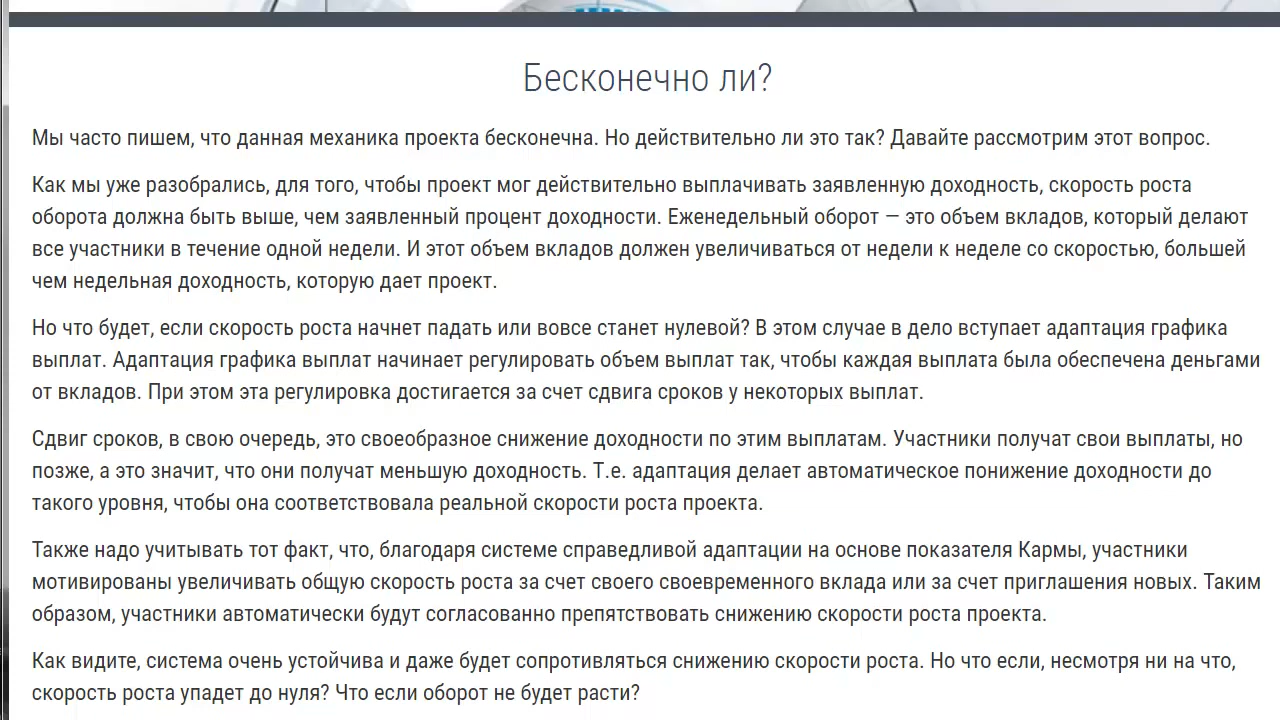 Бесконечно ли?
Мы часто пишем, что данная механика проекта бесконечна. Но действительно ли это так? Давайте рассмотрим этот вопрос.
Как мы уже разобрались, для того, чтобы проект мог действительно выплачивать заявленную доходность, скорость роста
оборота должна быть выше, чем заявленный процент доходности. Еженедельный оборот — это объем вкладов, который делают
все участники в течение одной недели. И этот объем вкладов должен увеличиваться от недели к неделе со скоростью, большей
чем недельная доходность, которую дает проект.
Но что будет, если скорость роста начнет падать или вовсе станет нулевой? В этом случае в дело вступает адаптация графика
выплат. Адаптация графика выплат начинает регулировать объем выплат так, чтобы каждая выплата была обеспечена деньгами
от вкладов. При этом эта регулировка достигается за счет сдвига сроков у некоторых выплат.
Сдвиг сроков, в свою очередь, это своеобразное снижение доходности по этим выплатам. Участники получат свои выплаты, но
позже, а это значит, что они получат меньшую доходность. Т.е. адаптация делает автоматическое понижение доходности до
такого уровня, чтобы она соответствовала реальной скорости роста проекта.
Также надо учитывать тот факт, что, благодаря системе справедливой адаптации на основе показателя Кармы, участники
мотивированы увеличивать общую скорость роста за счет своего своевременного вклада или за счет приглашения новых. Таким
образом, участники автоматически будут согласованно препятствовать снижению скорости роста проекта.
Как видите, система очень устойчива и даже будет сопротивляться снижению скорости роста. Но что если, несмотря ни на что,
скорость роста упадет до нуля? Что если оборот не будет расти?